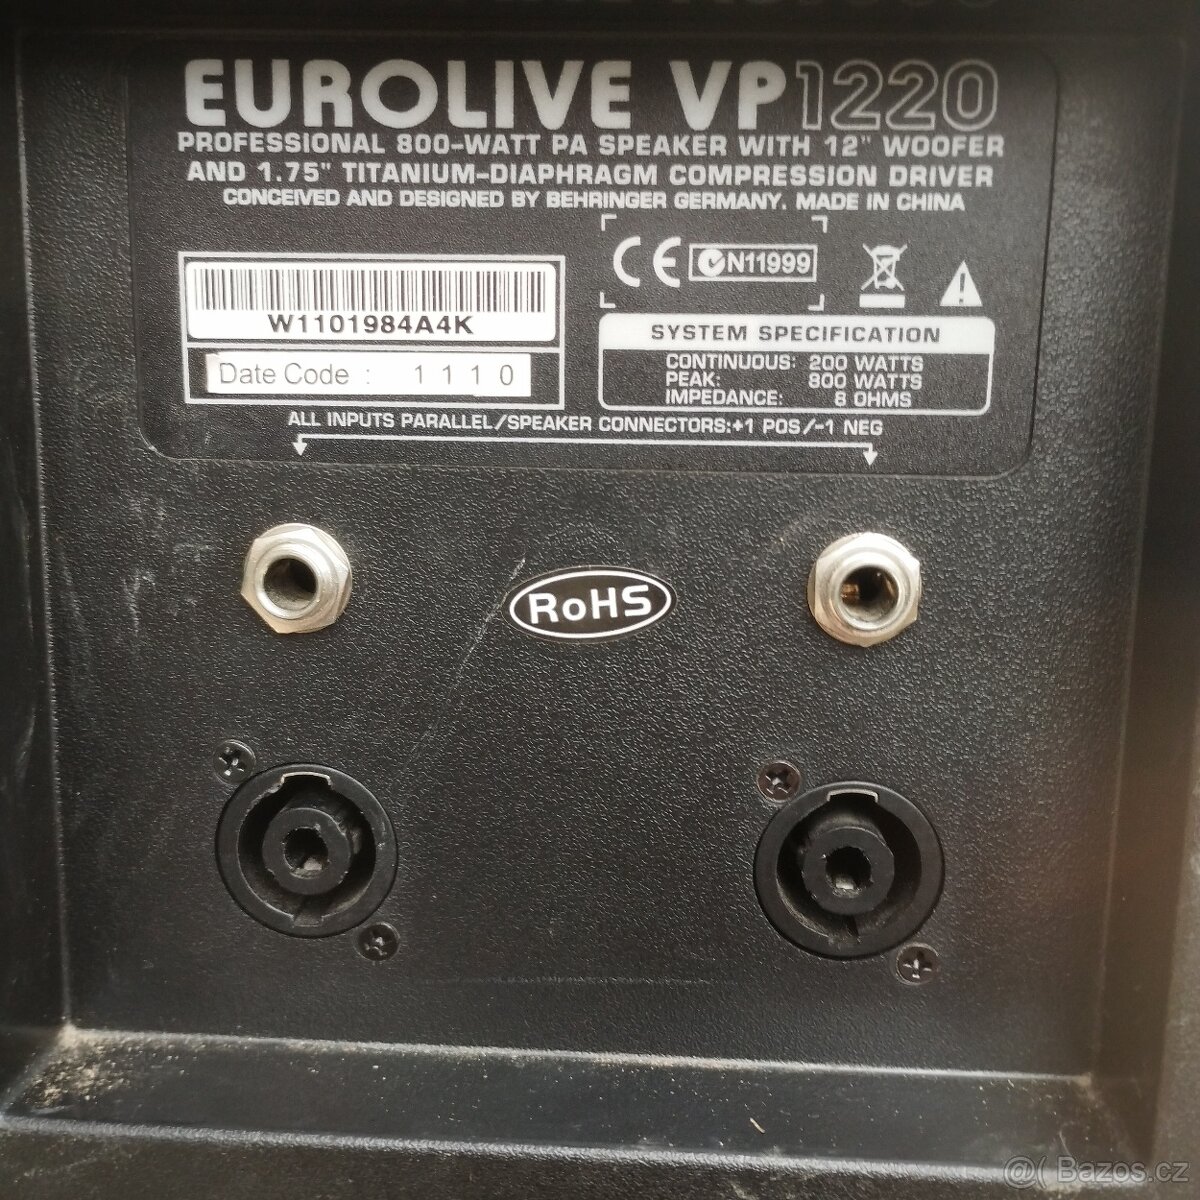 EUROLIVE VP1220
PROFESSIONAL 800-WATT PA SPEAKER WITH 12" WOOFER
AND 1.75" TITANIUM-DIAPHRAGM COMPRESSION DRIVER
CONCEIVED AND DESIGNED BY BEHRINGER GERMANY. MADE IN CHINA
CE N11999
W1101984A4K
Date Code : 1110
SYSTEM SPECIFICATION
CONTINUOUS: 200 WATTS
PEAK: 800 WATTS
IMPEDANCE: 8 OHMS
ALL INPUTS PARALLEL/SPEAKER CONNECTORS:+1 POS/-1 NEG
RoHS
@( Bazos.cz